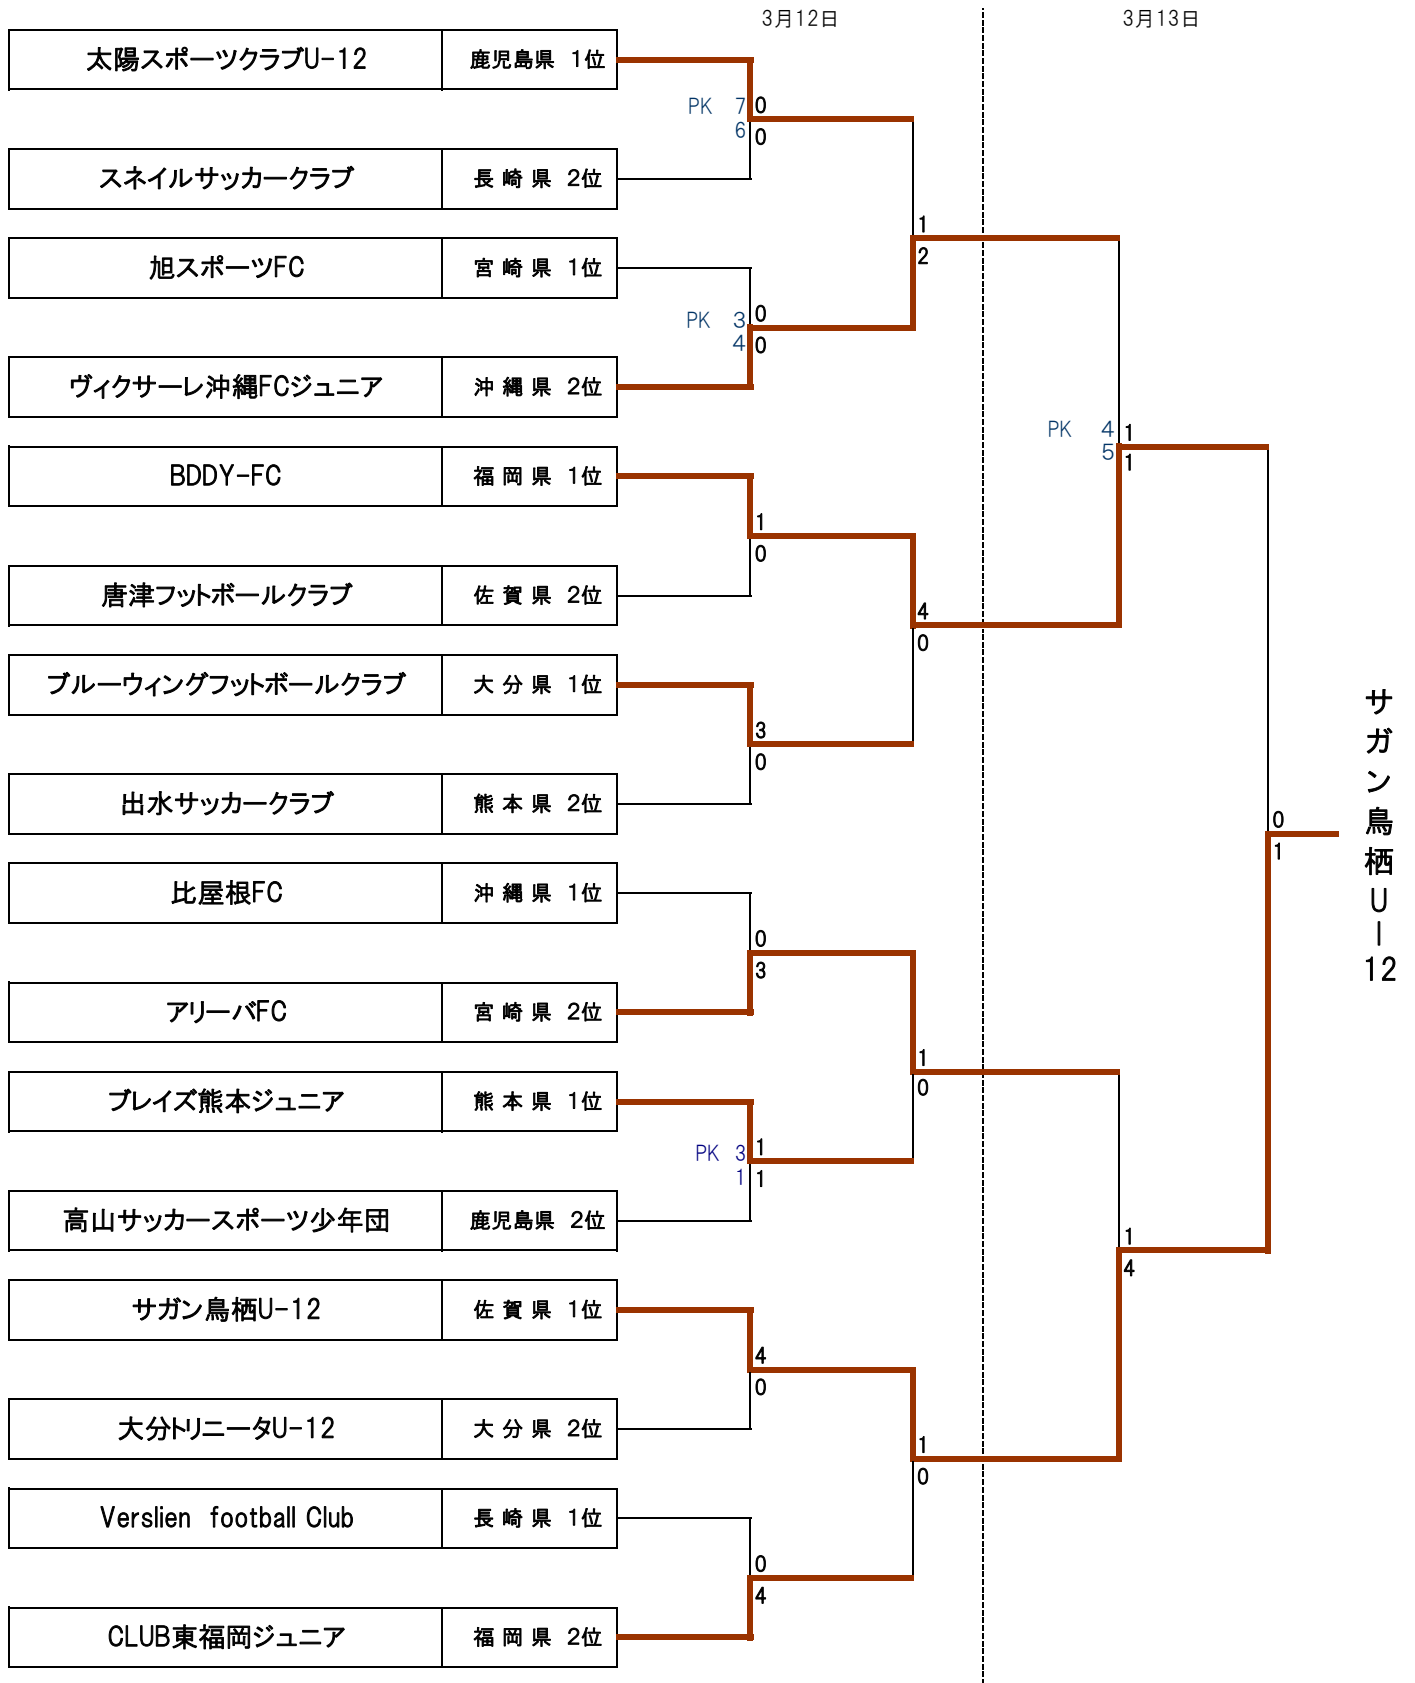 3月12日 3月13日
太陽スポーツクラブU-12 鹿児島県 1位
PK 7 0
6 0
スネイルサッカークラブ 長崎県 2位
1
2
旭スポーツFC 宮崎県 1位
PK 3 0
4 0
ヴィクサーレ沖縄FCジュニア 沖縄県 2位
PK 4 1
5 1
BDDY-FC 福岡県 1位
1
0
唐津フットボールクラブ 佐賀県 2位
4
0
ブルーウィングフットボールクラブ 大分県 1位
3
0
出水サッカークラブ 熊本県 2位
0
1
サガン鳥栖U-12
比屋根FC 沖縄県 1位
0
3
アリーバFC 宮崎県 2位
1
0
ブレイズ熊本ジュニア 熊本県 1位
PK 3 1
1 1
高山サッカースポーツ少年団 鹿児島県 2位
1
4
サガン鳥栖U-12 佐賀県 1位
4
0
大分トリニータU-12 大分県 2位
1
0
Verslien football Club 長崎県 1位
0
4
CLUB東福岡ジュニア 福岡県 2位